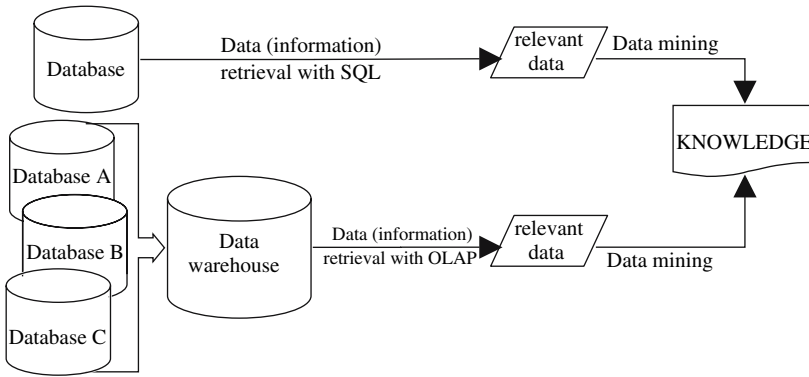 Database
Data (information)
retrieval with SQL
relevant
data
Data mining
KNOWLEDGE
Database A
Database B
Database C
Data
warehouse
Data (information)
retrieval with OLAP
relevant
data
Data mining